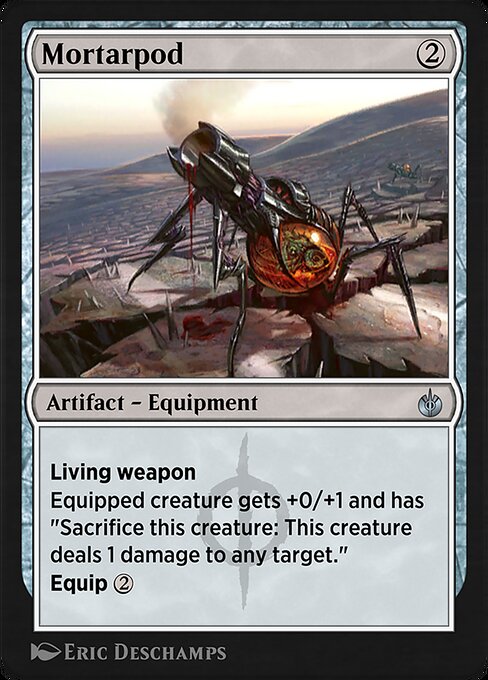 Mortarpod 2
Artifact – Equipment
Living weapon
Equipped creature gets +0/+1 and has
"Sacrifice this creature: This creature
deals 1 damage to any target."
Equip 2
Eric Deschamps